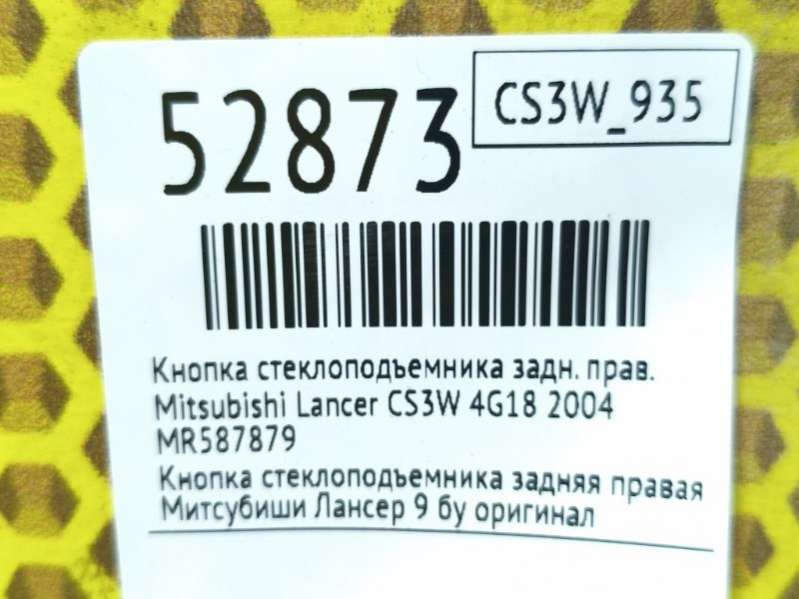 52873
CS3W_935
Кнопка стеклоподъемника задн. прав.
Mitsubishi Lancer CS3W 4G18 2004
MR587879
Кнопка стеклоподъемника задняя правая
Митсубиши Лансер 9 бу оригинал